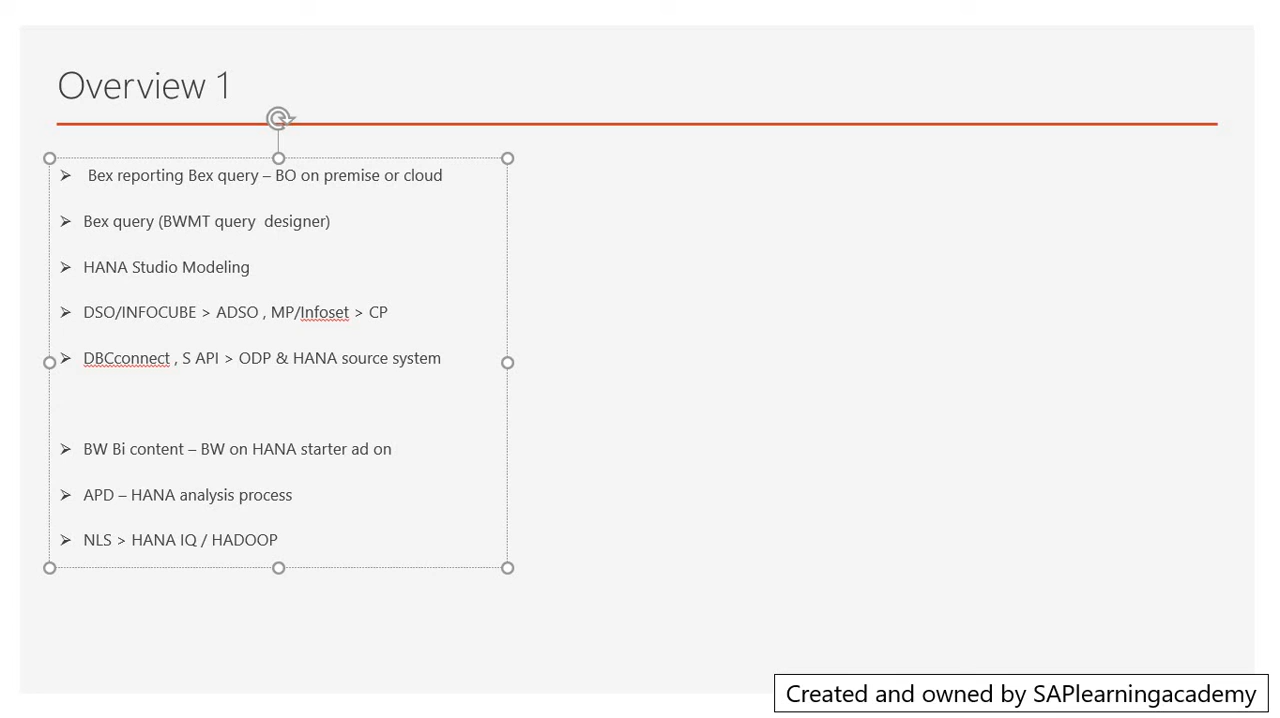 Overview 1
➢ Bex reporting Bex query – BO on premise or cloud
➢ Bex query (BWMT query  designer)
➢ HANA Studio Modeling
➢ DSO/INFOCUBE > ADSO , MP/Infoset > CP
➢ DBCconnect , S API > ODP & HANA source system
➢ BW Bi content – BW on HANA starter ad on
➢ APD – HANA analysis process
➢ NLS > HANA IQ / HADOOP
Created and owned by SAPlearningacademy